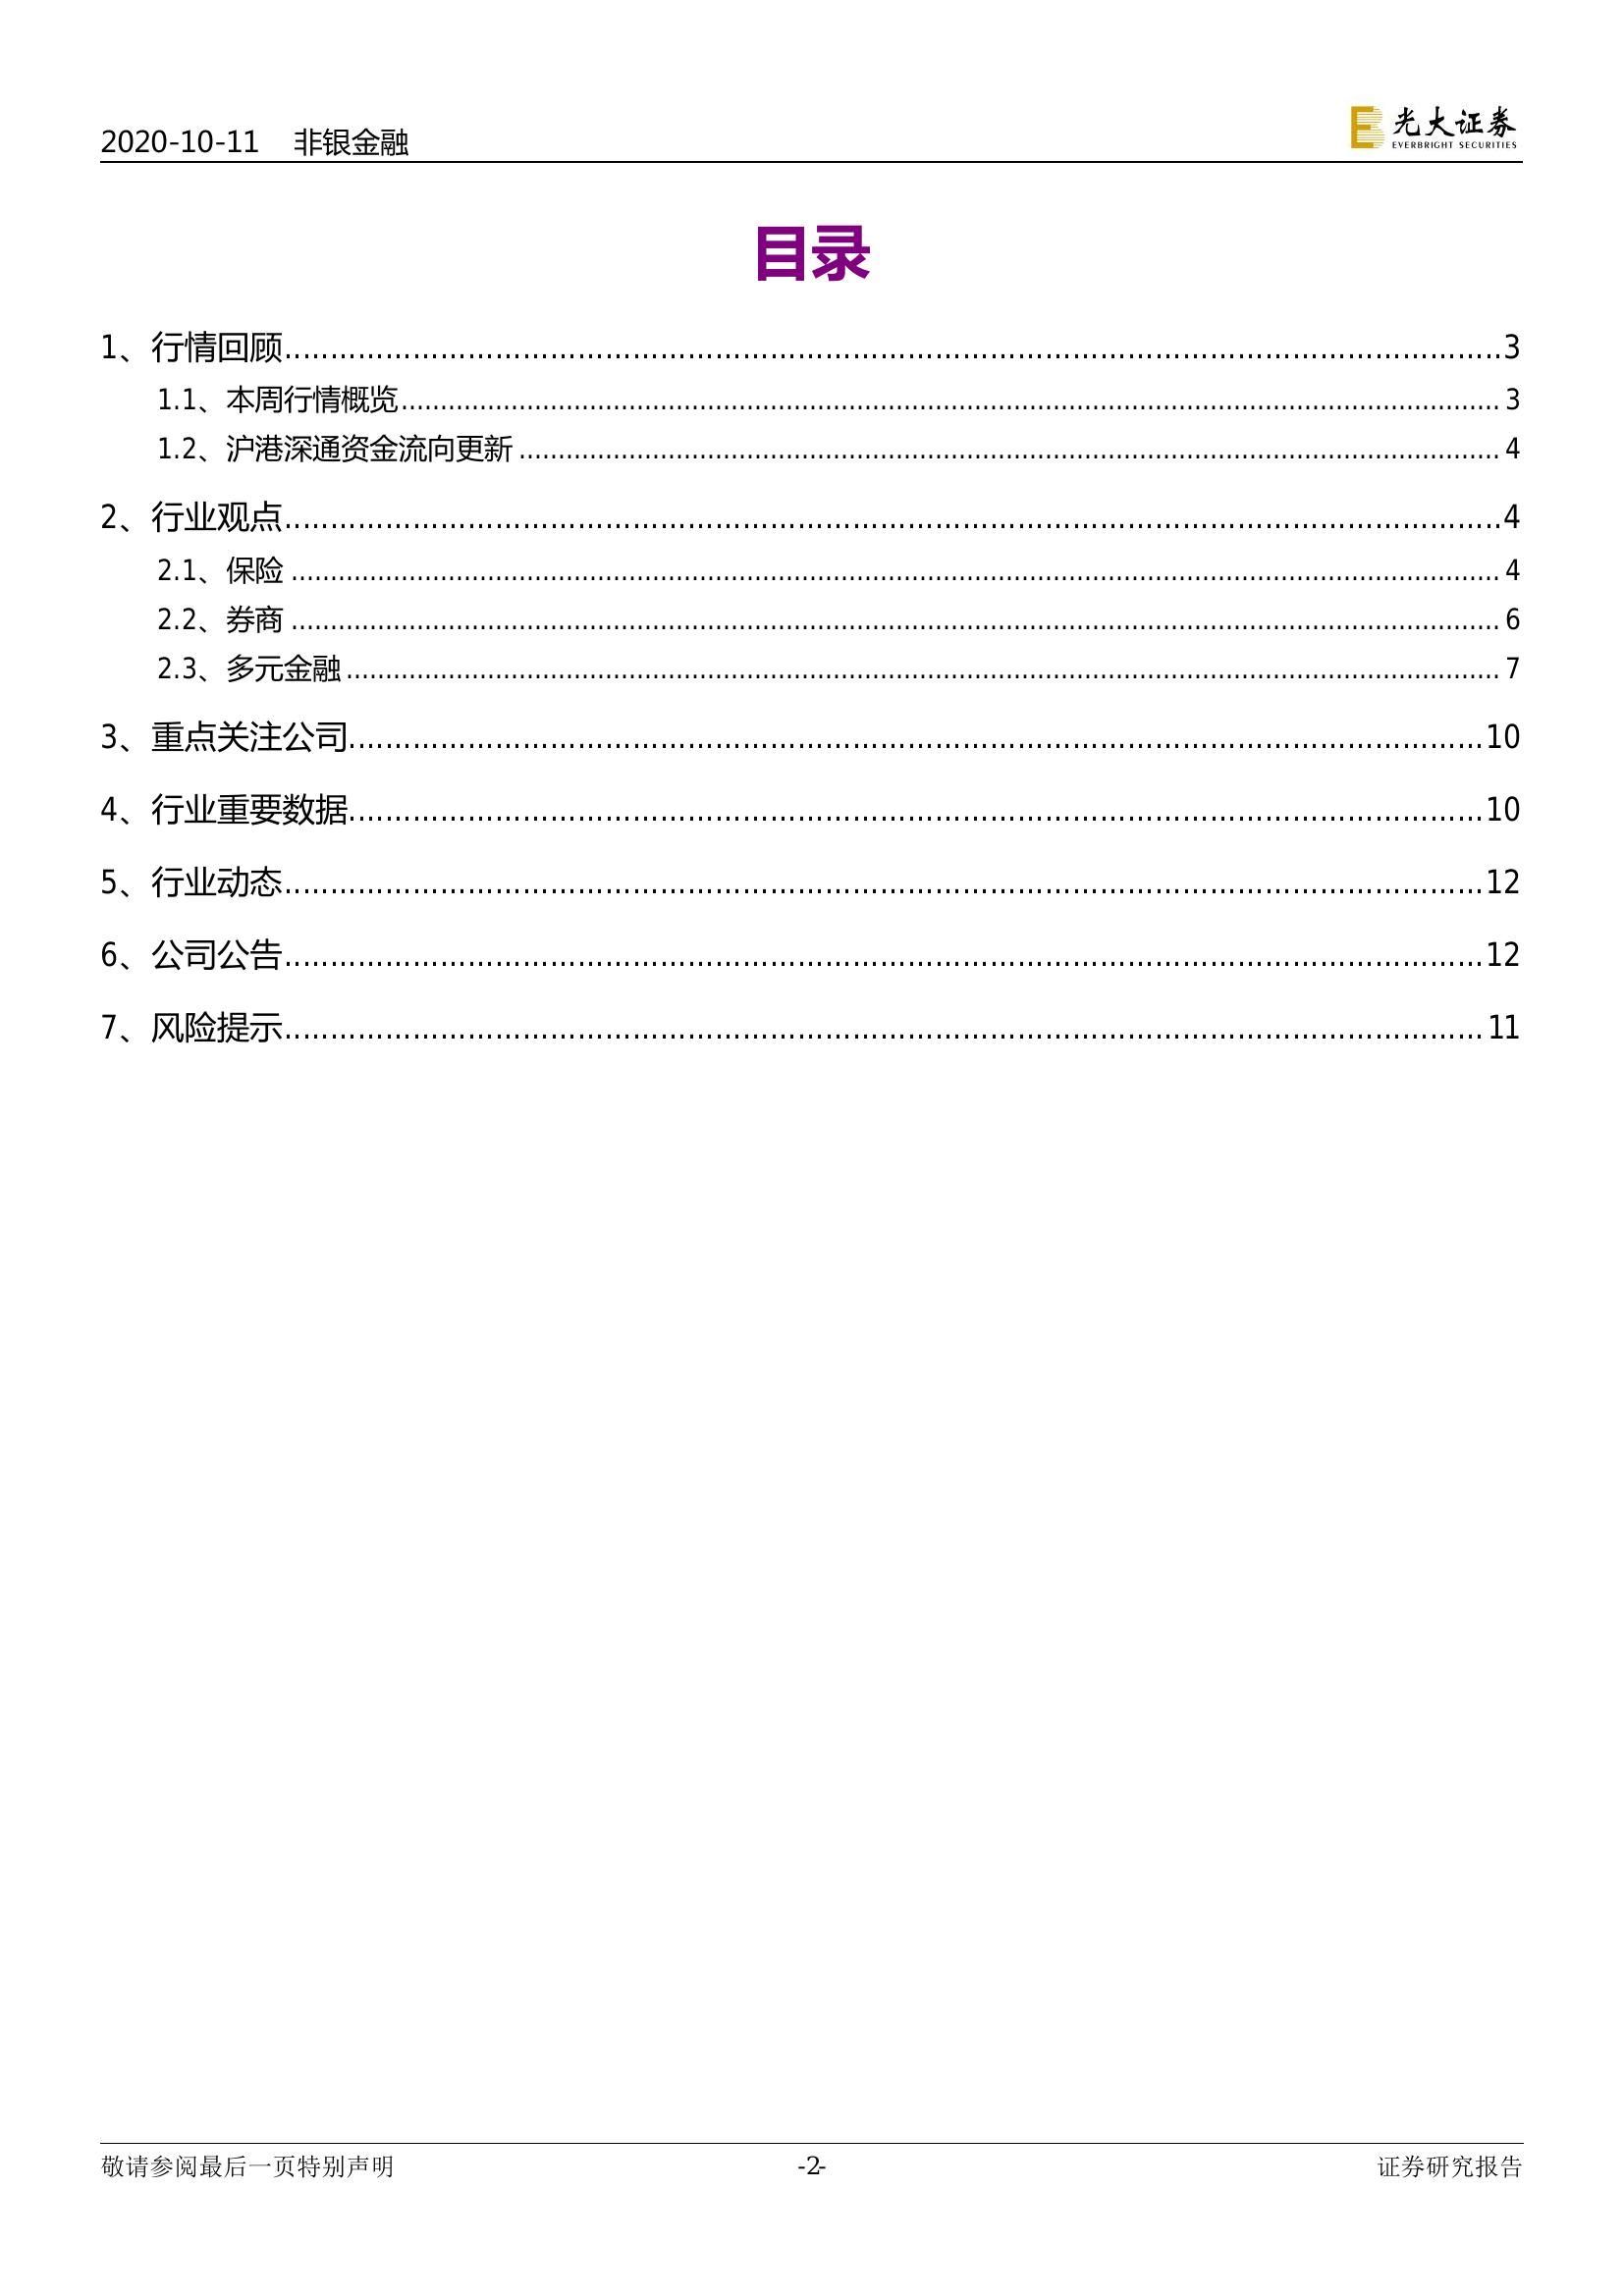 2020-10-11 非银金融
光大证券
EVERBRIGHT SECURITIES
目录
1、行情回顾........................3
1.1、本周行情概览........................3
1.2、沪港深通资金流向更新........................4
2、行业观点........................4
2.1、保险........................4
2.2、券商........................6
2.3、多元金融........................7
3、重点关注公司........................10
4、行业重要数据........................10
5、行业动态........................12
6、公司公告........................12
7、风险提示........................11
敬请参阅最后一页特别声明 -2- 证券研究报告